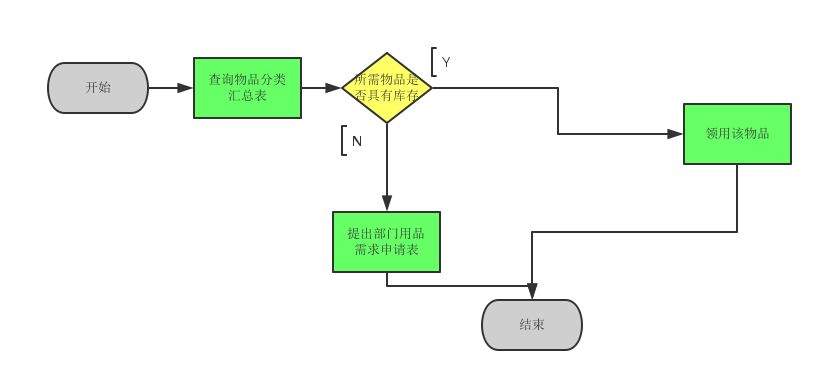 开始
查询物品分类
汇总表
所需物品是
否具有库存
Y
领用该物品
N
提出部门用品
需求申请表
结束